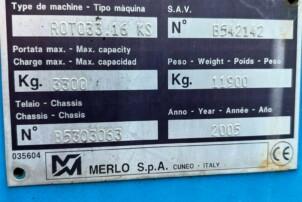 Type de machine - Tipo máquina S.A.V.
ROTO33.16 KS N° B542142
Portata max. - Max. capacity
Charge max. - Max. capacidad Peso - Weight - Poids - Peso
Kg. 3300 Kg. 11900
Telaio - Chassis
Chassis - Chassis Anno - Year - Année - Año
N° B5303063 2005
035604 MERLO S.p.A. CUNEO - ITALY CE